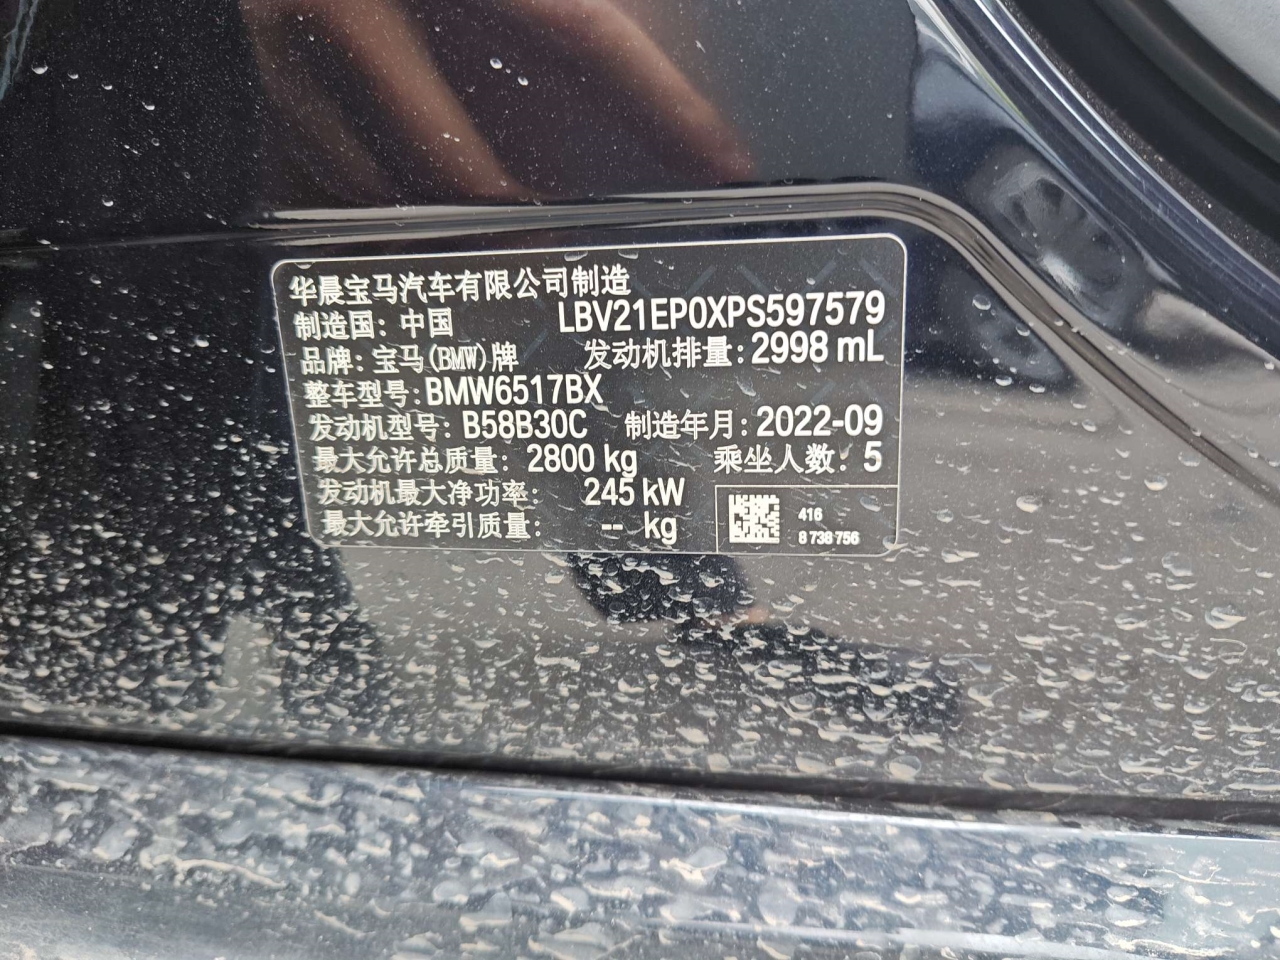 华晨宝马汽车有限公司制造
制造国: 中国 LBV21EP0XPS597579
品牌: 宝马(BMW)牌 发动机排量: 2998 mL
整车型号: BMW6517BX
发动机型号: B58B30C 制造年月: 2022-09
最大允许总质量: 2800 kg 乘坐人数: 5
发动机最大净功率: 245 kW
最大允许牵引质量: -- kg
416
8 738 756